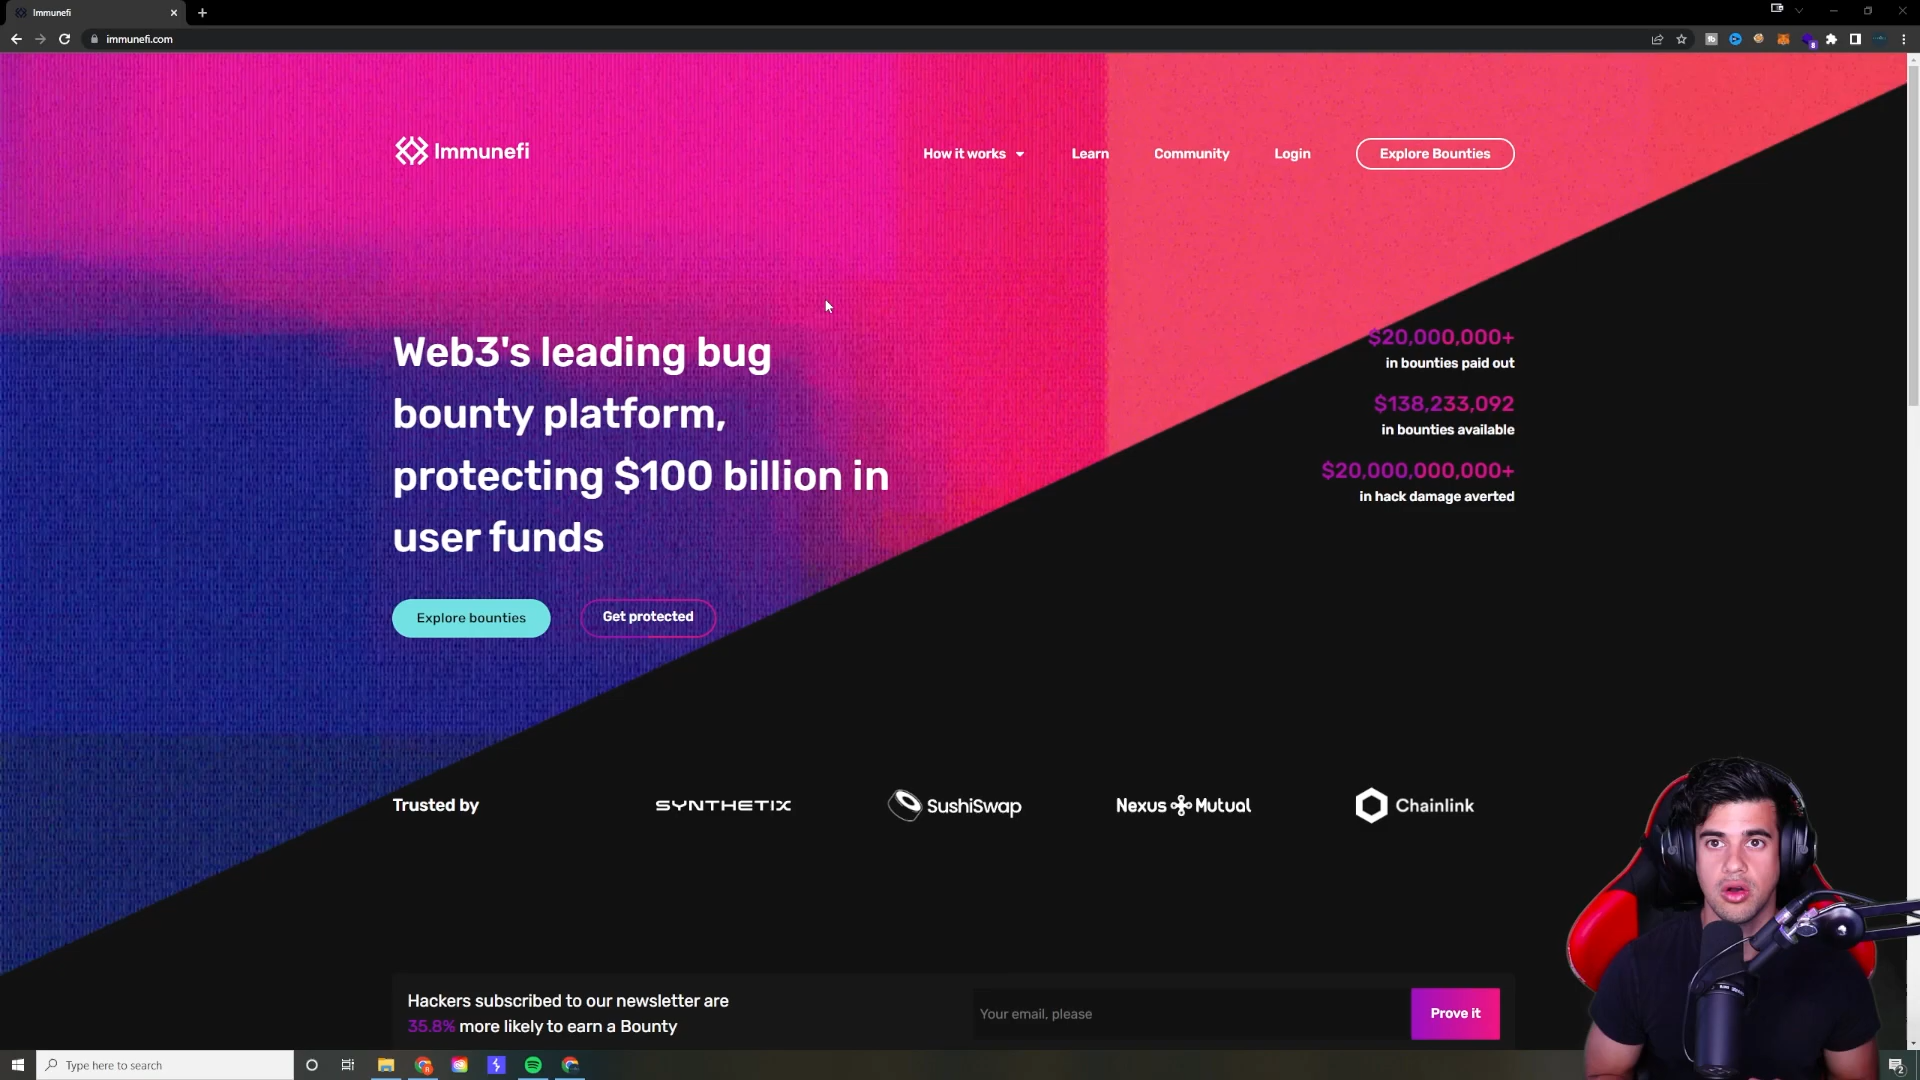 Immunefi
immunefi.com
8
Immunefi
How it works
Learn
Community
Login
Explore Bounties
Web3's leading bug
bounty platform,
protecting $100 billion in
user funds
$20,000,000+
in bounties paid out
$138,233,092
in bounties available
$20,000,000,000+
in hack damage averted
Explore bounties
Get protected
Trusted by
SYNTHETIX
SushiSwap
Nexus Mutual
Chainlink
Hackers subscribed to our newsletter are
35.8% more likely to earn a Bounty
Your email, please
Prove it
Type here to search
2